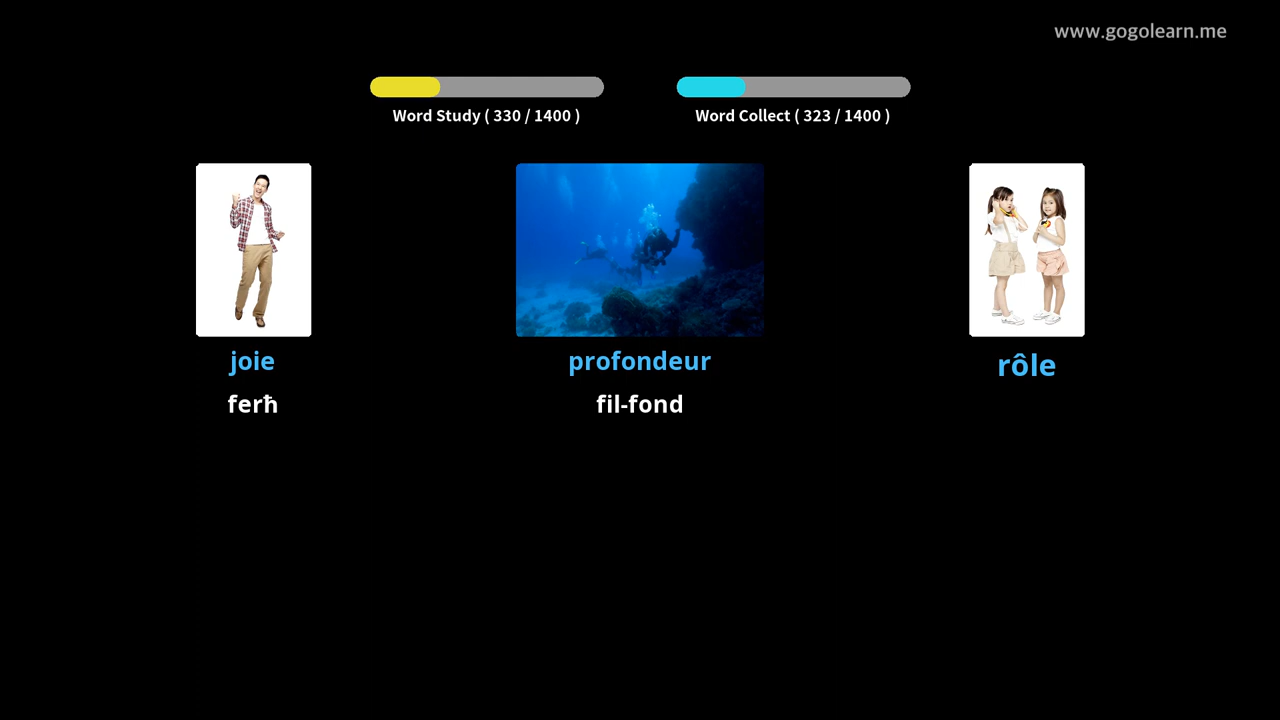 www.gogolearn.me
Word Study ( 330 / 1400 )
Word Collect ( 323 / 1400 )
joie
profondeur
rôle
ferħ
fil-fond